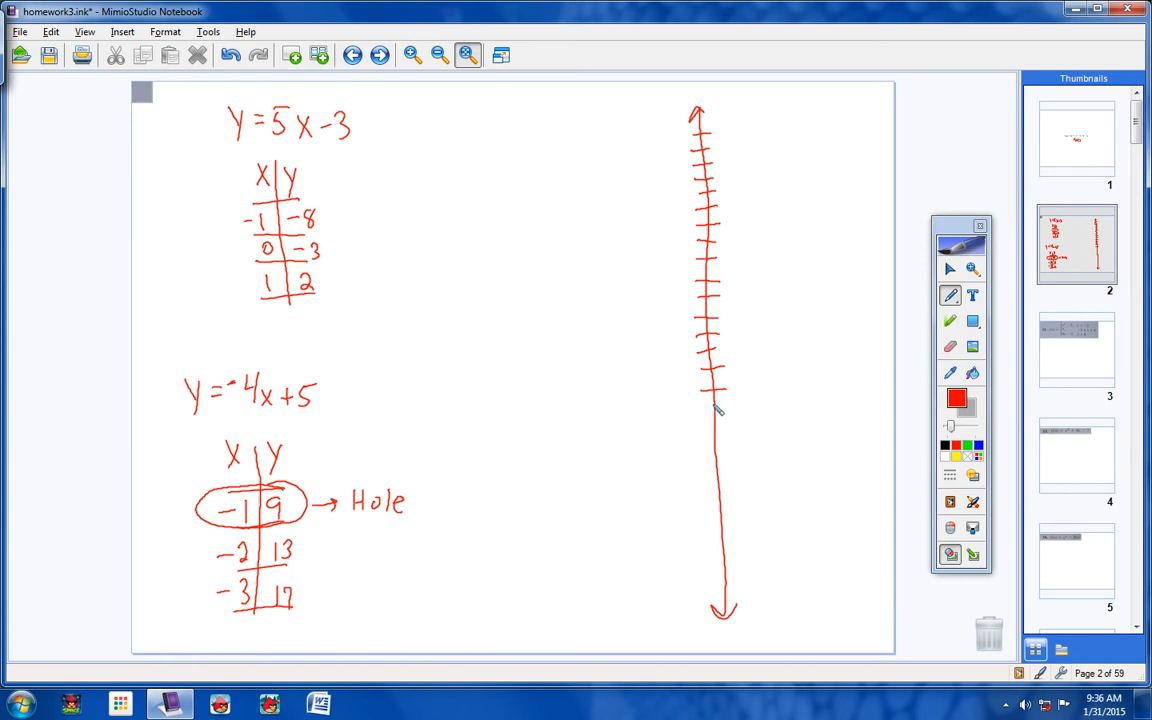 homework3.ink* - MimioStudio Notebook
File Edit View Insert Format Tools Help
Thumbnails
Y = 5x - 3
X Y
-1 -8
0 -3
1 2
Y = -4x + 5
X Y
-1 9 → Hole
-2 13
-3 17
1
2
3
4
5
T
Page 2 of 59
SPACE
W
9:36 AM
1/31/2015